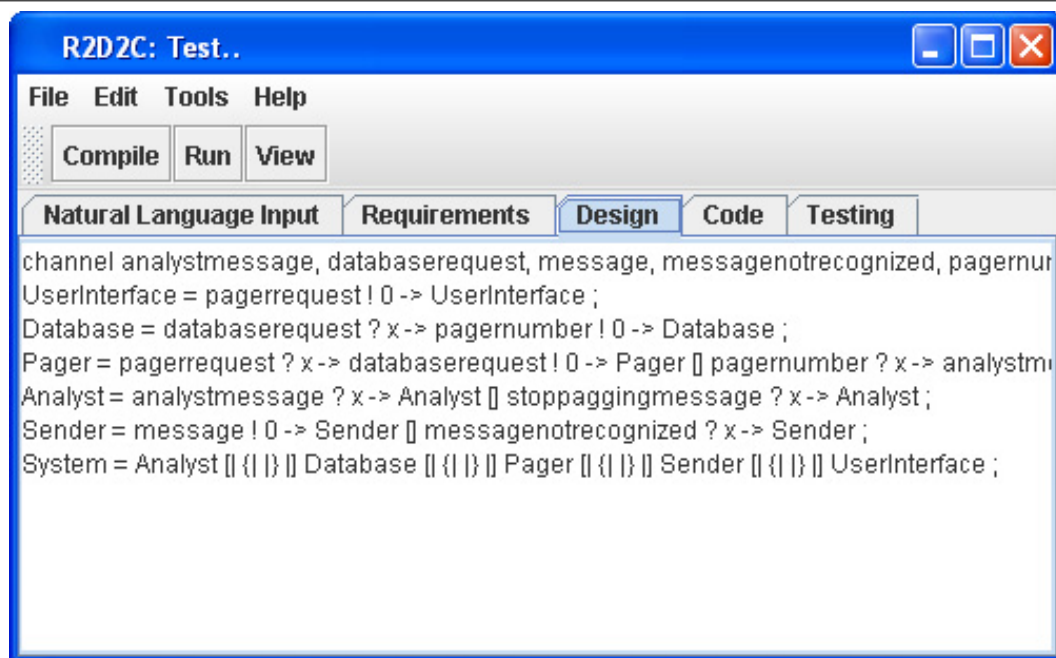 R2D2C: Test..
File Edit Tools Help
Compile Run View
Natural Language Input Requirements Design Code Testing
channel analystmessage, databaserequest, message, messagenotrecognized,
UserInterface = pagerrequest ! 0 -> UserInterface ;
Database = databaserequest ? x -> pagernumber ! 0 -> Database ;
Pager = pagerrequest ? x -> databaserequest ! 0 -> Pager [] pagernumber ? x ->
Analyst = analystmessage ? x -> Analyst [] stoppaggingmessage ? x -> Analyst ;
Sender = message ! 0 -> Sender [] messagenotrecognized ? x -> Sender ;
System = Analyst [| {| |} |] Database [| {| |} |] Pager [| {| |} |] Sender [| {| |} |] UserInterface ;